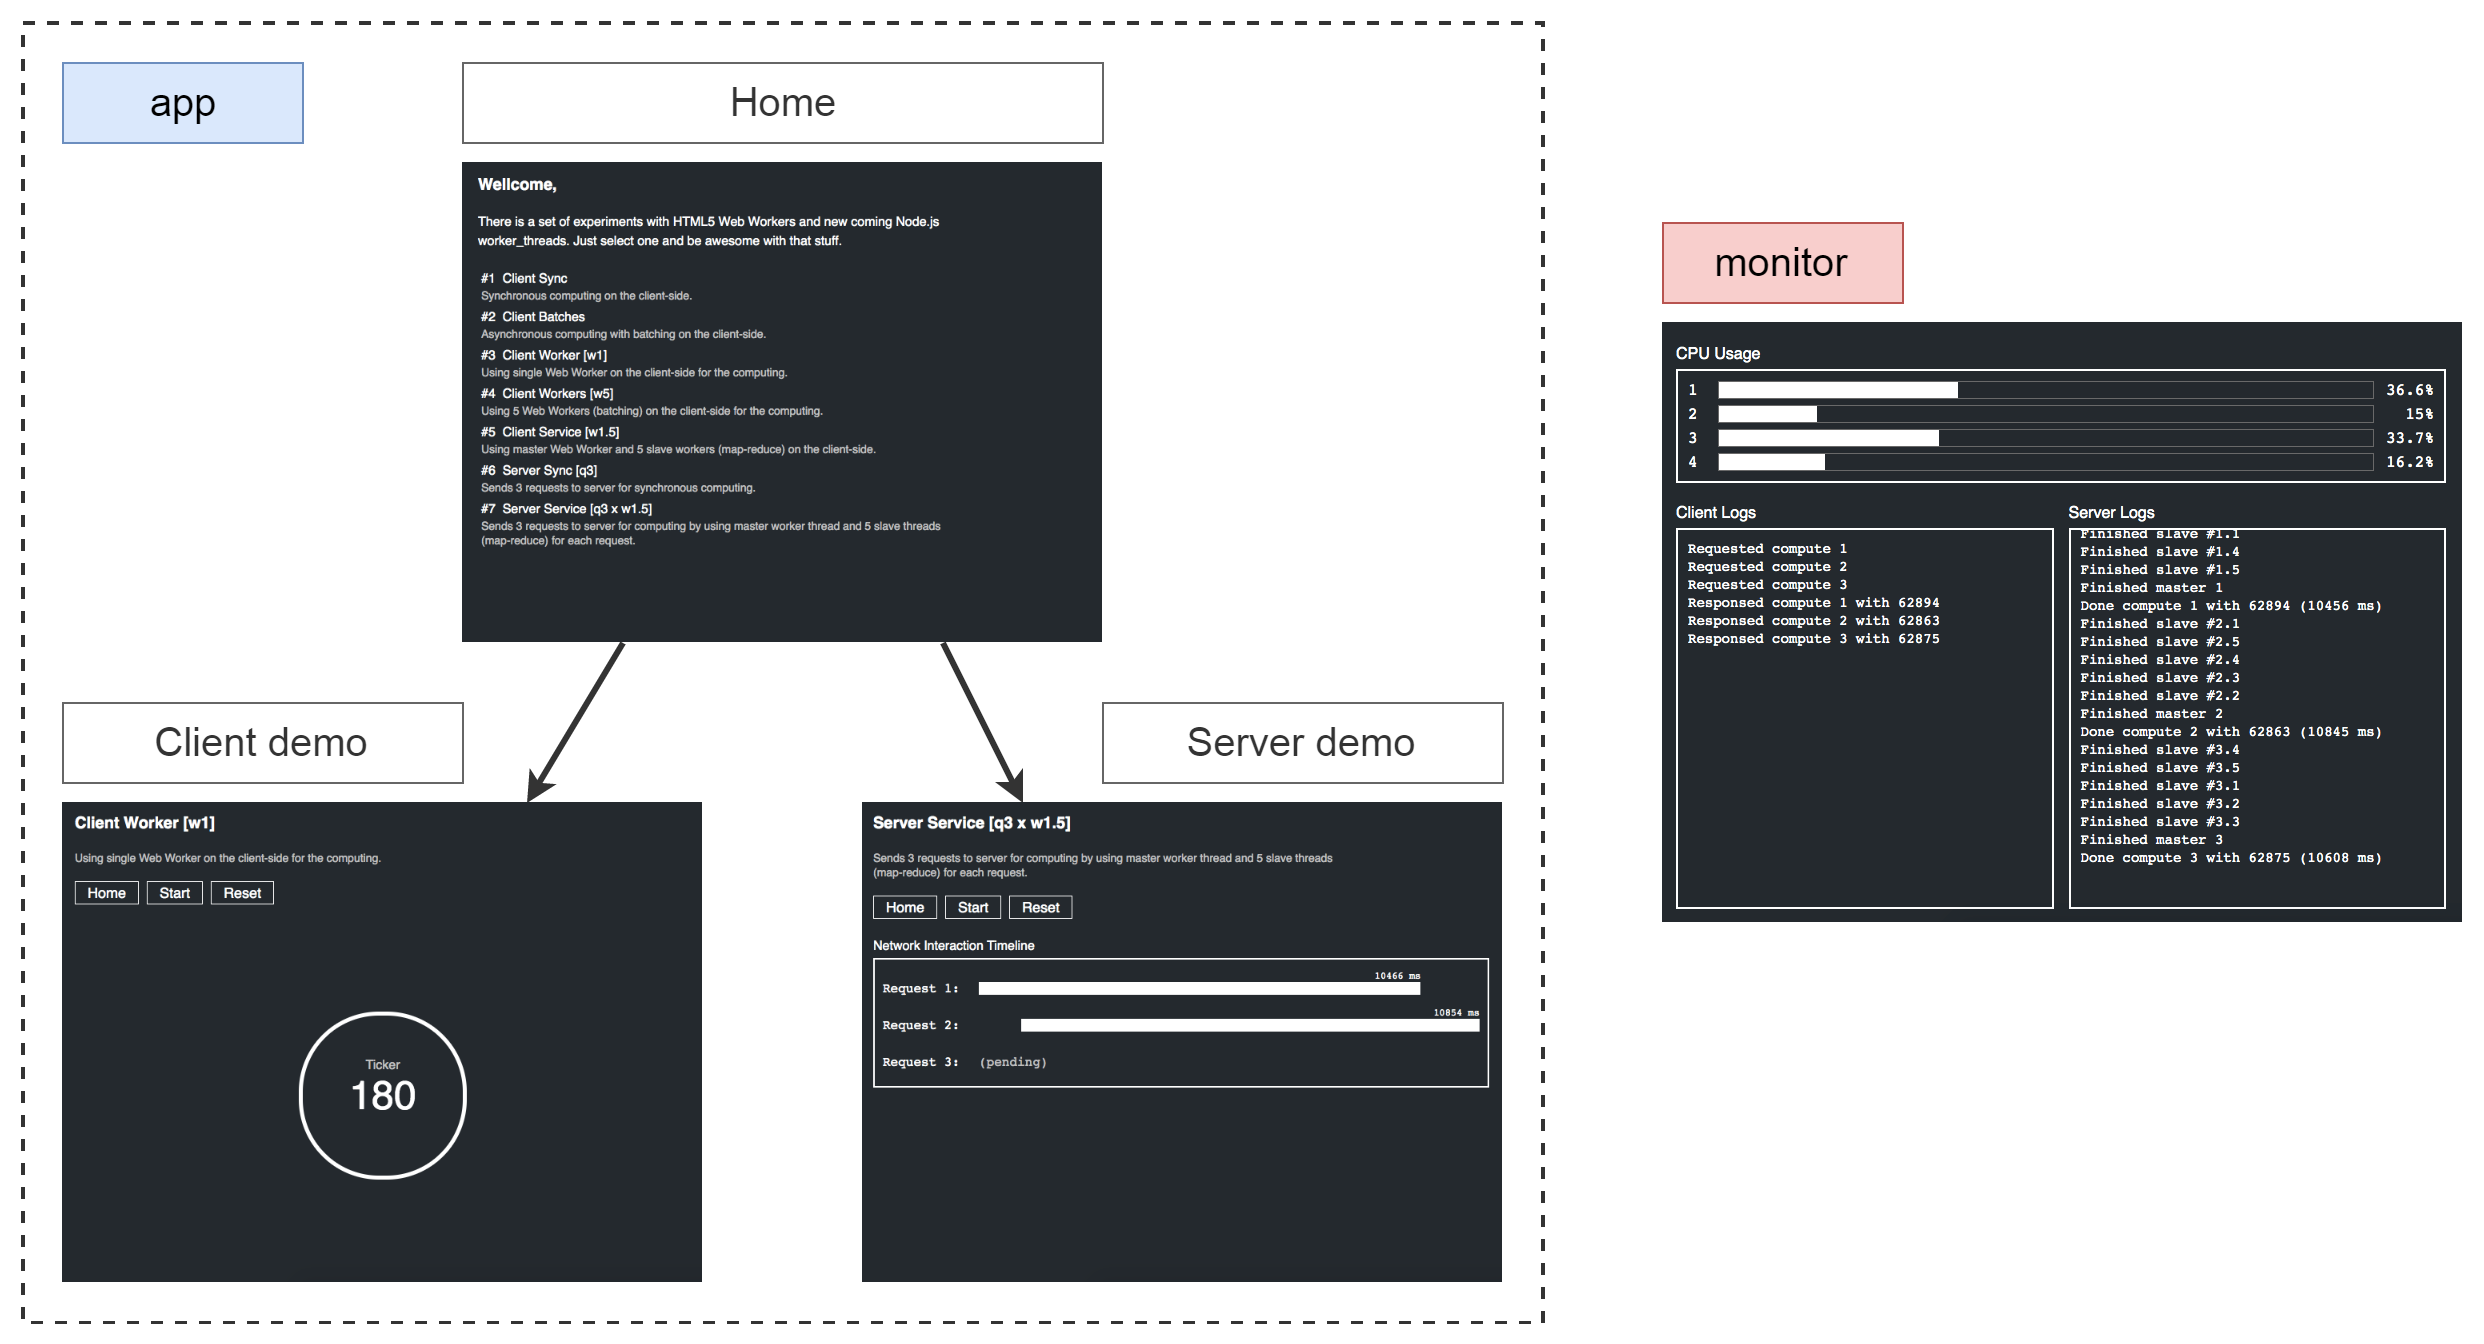 app
Home
Wellcome,
There is a set of experiments with HTML5 Web Workers and new coming Node.js
worker_threads. Just select one and be awesome with that stuff.
#1 Client Sync
Synchronous computing on the client-side.
#2 Client Batches
Asynchronous computing with batching on the client-side.
#3 Client Worker [w1]
Using single Web Worker on the client-side for the computing.
#4 Client Workers [w5]
Using 5 Web Workers (batching) on the client-side for the computing.
#5 Client Service [w1.5]
Using master Web Worker and 5 slave workers (map-reduce) on the client-side.
#6 Server Sync [q3]
Sends 3 requests to server for synchronous computing.
#7 Server Service [q3 x w1.5]
Sends 3 requests to server for computing by using master worker thread and 5 slave threads
(map-reduce) for each request.
Client demo
Client Worker [w1]
Using single Web Worker on the client-side for the computing.
Home Start Reset
Ticker
180
Server demo
Server Service [q3 x w1.5]
Sends 3 requests to server for computing by using master worker thread and 5 slave threads
(map-reduce) for each request.
Home Start Reset
Network Interaction Timeline
10466 ms
Request 1:
10854 ms
Request 2:
Request 3: (pending)
monitor
CPU Usage
1 36.6%
2 15%
3 33.7%
4 16.2%
Client Logs
Requested compute 1
Requested compute 2
Requested compute 3
Responsed compute 1 with 62894
Responsed compute 2 with 62863
Responsed compute 3 with 62875
Server Logs
Finished slave #1.1
Finished slave #1.4
Finished slave #1.5
Finished master 1
Done compute 1 with 62894 (10456 ms)
Finished slave #2.1
Finished slave #2.5
Finished slave #2.4
Finished slave #2.3
Finished slave #2.2
Finished master 2
Done compute 2 with 62863 (10845 ms)
Finished slave #3.4
Finished slave #3.5
Finished slave #3.1
Finished slave #3.2
Finished slave #3.3
Finished master 3
Done compute 3 with 62875 (10608 ms)